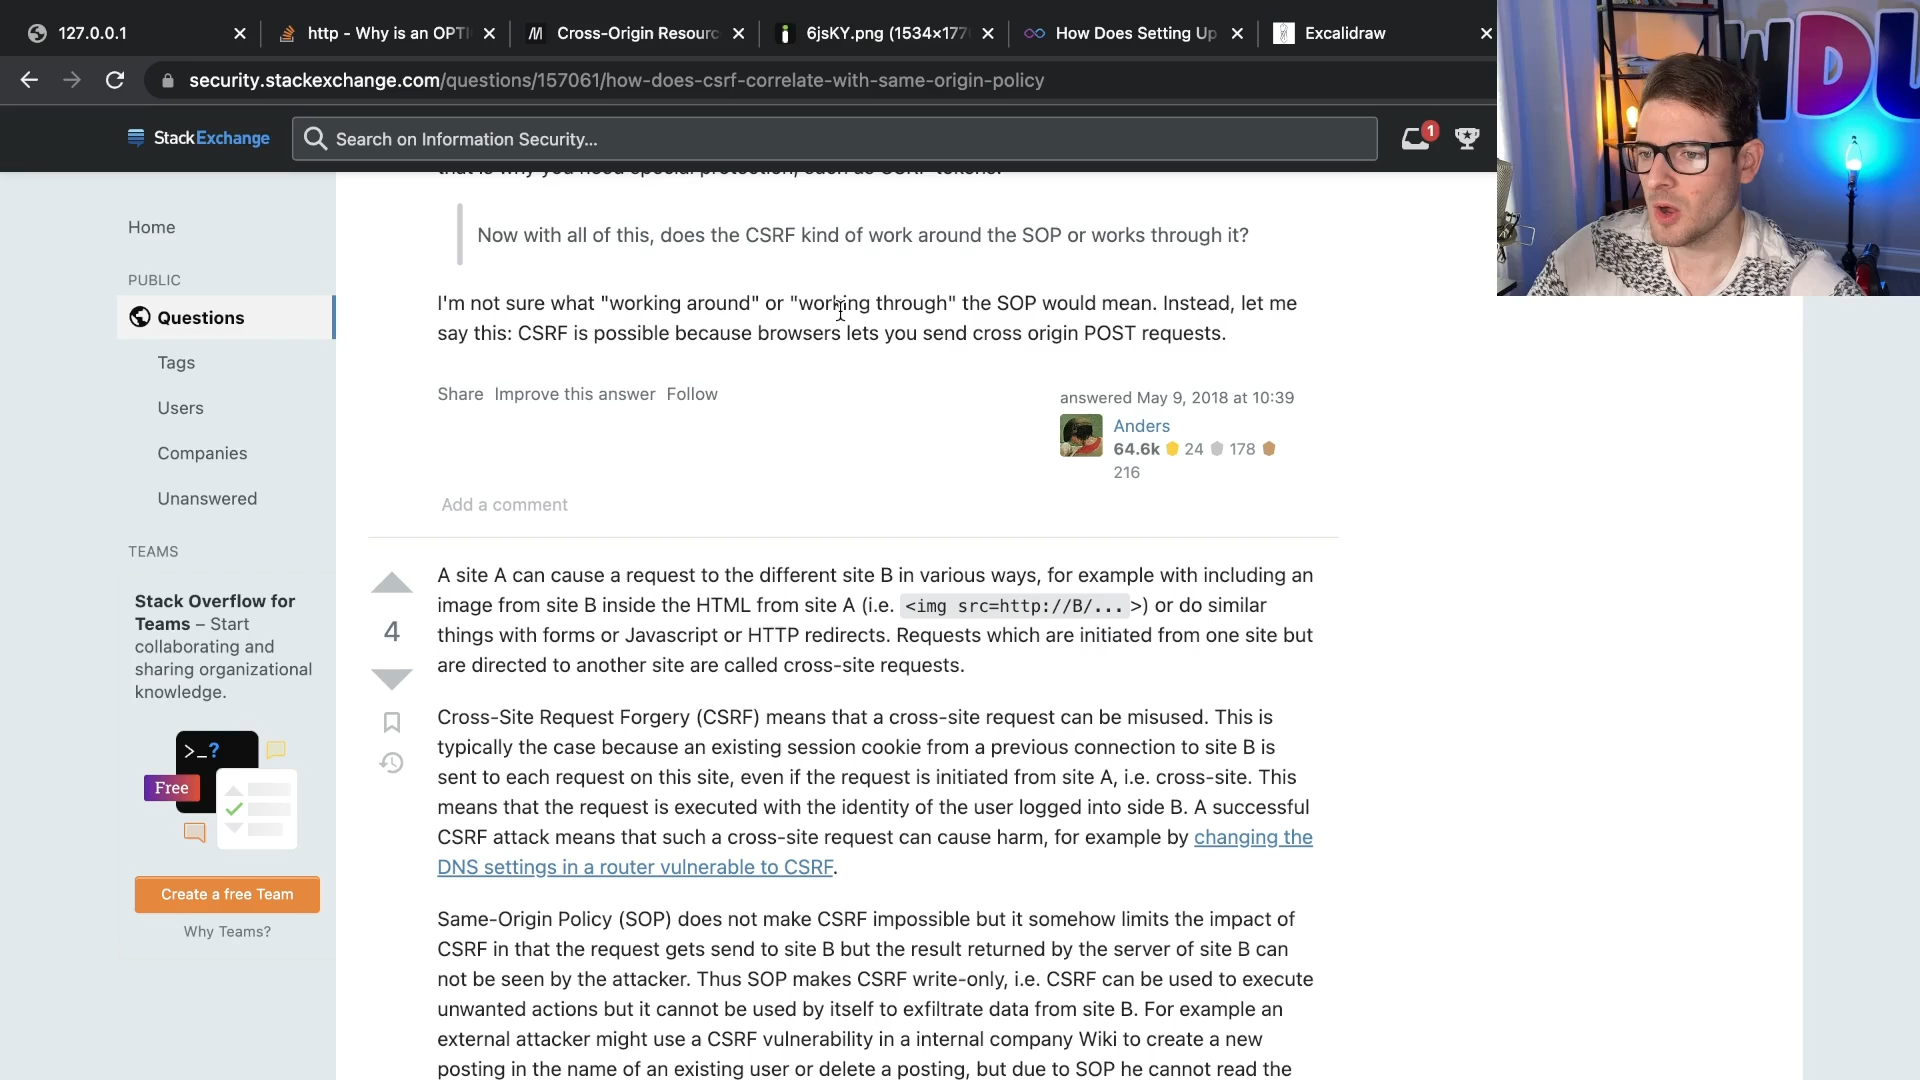 127.0.0.1
http - Why is an OPTI
Cross-Origin Resourc
6jsKY.png (1534×177
How Does Setting Up
Excalidraw
security.stackexchange.com/questions/157061/how-does-csrf-correlate-with-same-origin-policy
StackExchange
Search on Information Security...
1
that is why you need special protection, such as CSRF tokens.
Home
PUBLIC
Questions
Tags
Users
Companies
Unanswered
TEAMS
Stack Overflow for
Teams – Start
collaborating and
sharing organizational
knowledge.
>_?
Free
Create a free Team
Why Teams?
Now with all of this, does the CSRF kind of work around the SOP or works through it?
I'm not sure what "working around" or "working through" the SOP would mean. Instead, let me
say this: CSRF is possible because browsers lets you send cross origin POST requests.
Share Improve this answer Follow
answered May 9, 2018 at 10:39
Anders
64.6k 24 178
216
Add a comment
4
A site A can cause a request to the different site B in various ways, for example with including an
image from site B inside the HTML from site A (i.e. <img src=http://B/...>) or do similar
things with forms or Javascript or HTTP redirects. Requests which are initiated from one site but
are directed to another site are called cross-site requests.
Cross-Site Request Forgery (CSRF) means that a cross-site request can be misused. This is
typically the case because an existing session cookie from a previous connection to site B is
sent to each request on this site, even if the request is initiated from site A, i.e. cross-site. This
means that the request is executed with the identity of the user logged into side B. A successful
CSRF attack means that such a cross-site request can cause harm, for example by changing the
DNS settings in a router vulnerable to CSRF.
Same-Origin Policy (SOP) does not make CSRF impossible but it somehow limits the impact of
CSRF in that the request gets send to site B but the result returned by the server of site B can
not be seen by the attacker. Thus SOP makes CSRF write-only, i.e. CSRF can be used to execute
unwanted actions but it cannot be used by itself to exfiltrate data from site B. For example an
external attacker might use a CSRF vulnerability in a internal company Wiki to create a new
posting in the name of an existing user or delete a posting, but due to SOP he cannot read the